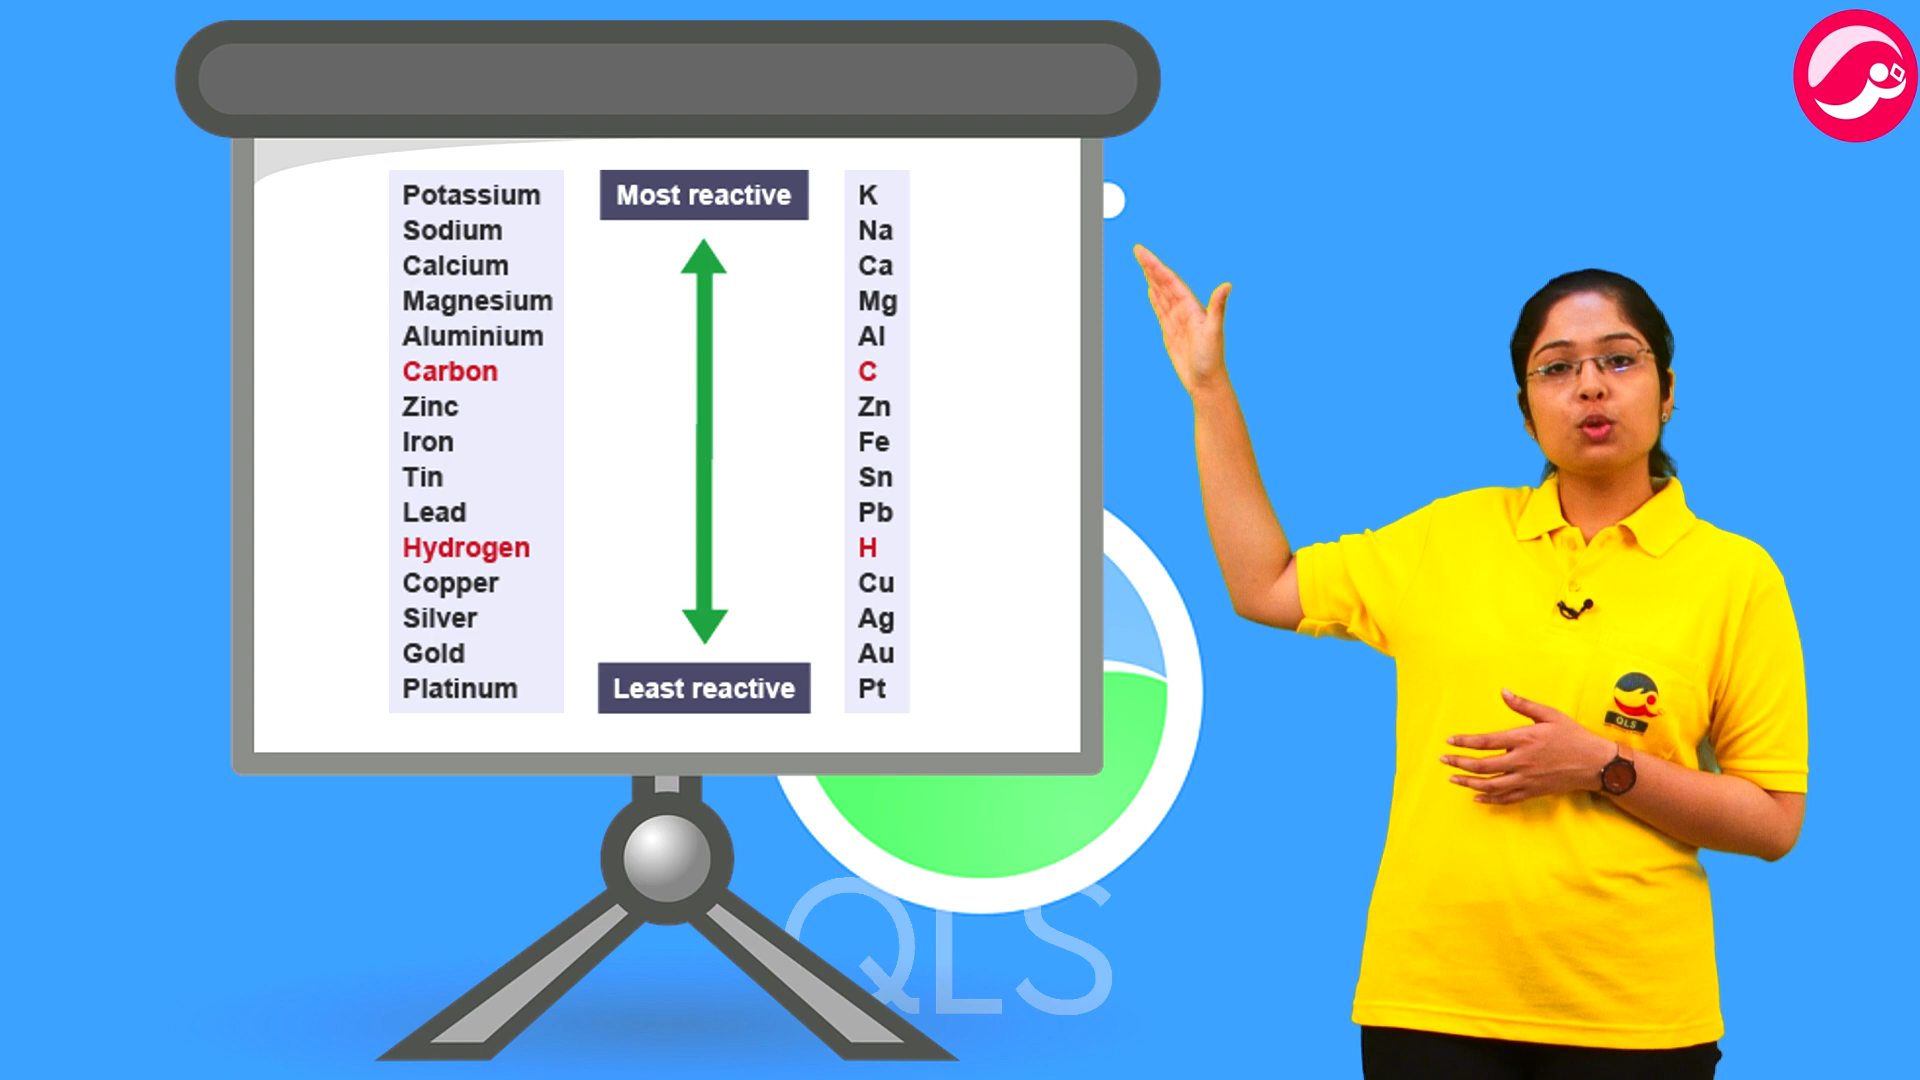 Potassium
Sodium
Calcium
Magnesium
Aluminium
Carbon
Zinc
Iron
Tin
Lead
Hydrogen
Copper
Silver
Gold
Platinum
Most reactive
Least reactive
K
Na
Ca
Mg
Al
C
Zn
Fe
Sn
Pb
H
Cu
Ag
Au
Pt
QLS
QLS